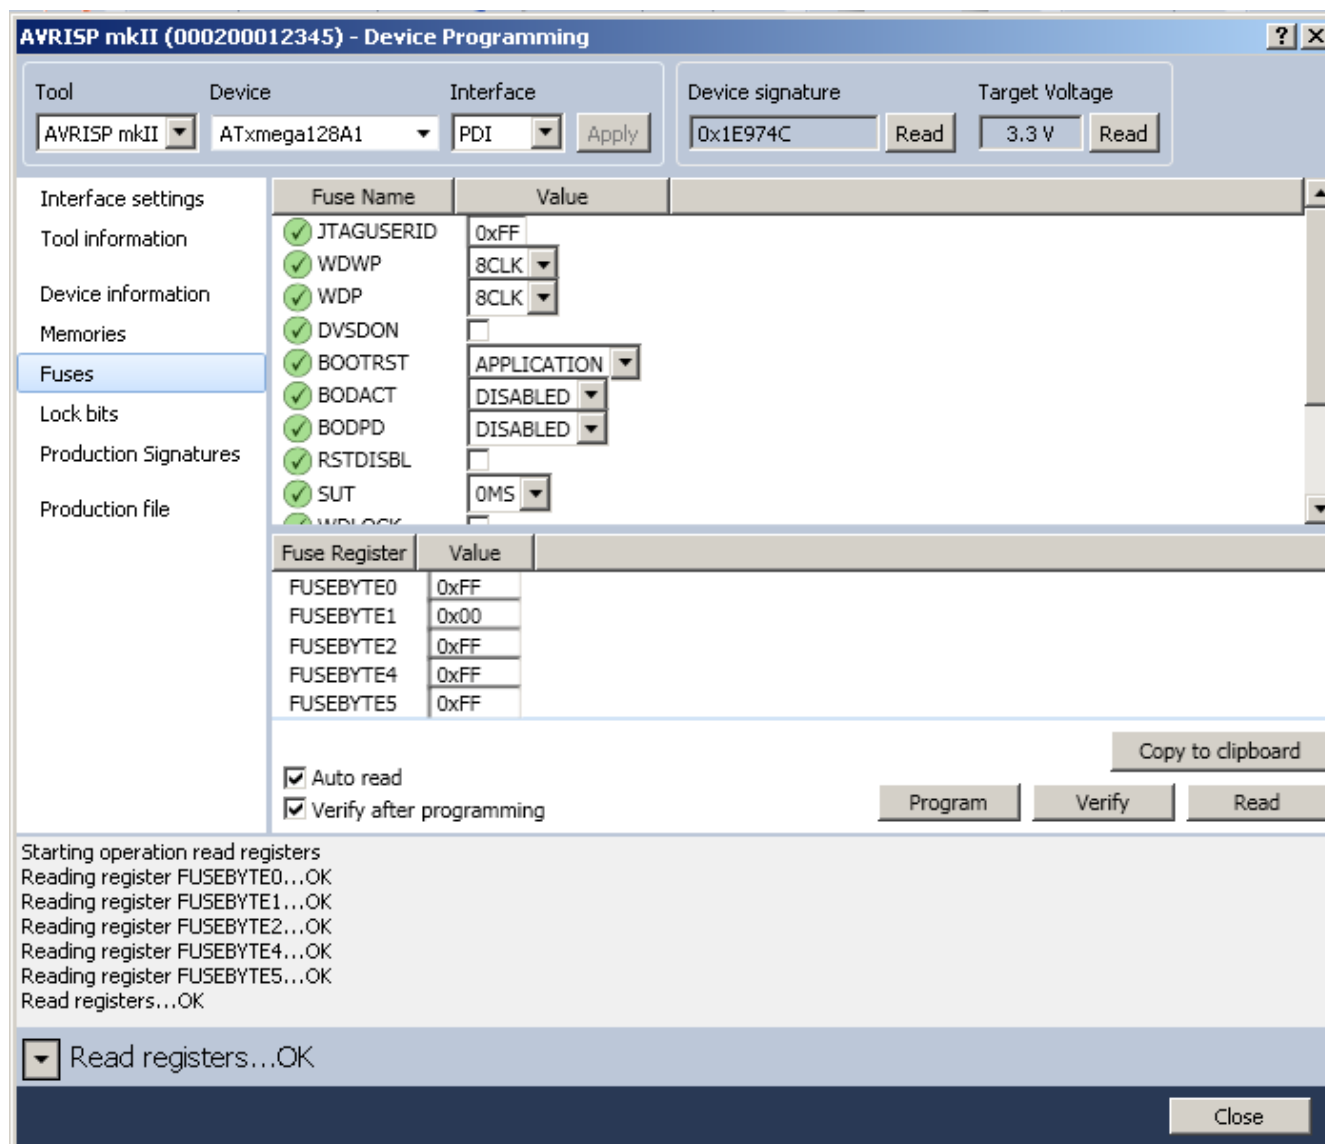 AVRISP mkII (000200012345) - Device Programming
Tool Device Interface Device signature Target Voltage
AVRISP mkII ATxmega128A1 PDI Apply 0x1E974C Read 3.3 V Read
Interface settings
Tool information
Device information
Memories
Fuses
Lock bits
Production Signatures
Production file
Fuse Name Value
JTAGUSERID 0xFF
WDWP 8CLK
WDP 8CLK
DVSDON
BOOTRST APPLICATION
BODACT DISABLED
BODPD DISABLED
RSTDISBL
SUT 0MS
WDLOCK
Fuse Register Value
FUSEBYTE0 0xFF
FUSEBYTE1 0x00
FUSEBYTE2 0xFF
FUSEBYTE4 0xFF
FUSEBYTE5 0xFF
Copy to clipboard
Auto read
Verify after programming
Program Verify Read
Starting operation read registers
Reading register FUSEBYTE0...OK
Reading register FUSEBYTE1...OK
Reading register FUSEBYTE2...OK
Reading register FUSEBYTE4...OK
Reading register FUSEBYTE5...OK
Read registers...OK
Read registers...OK
Close